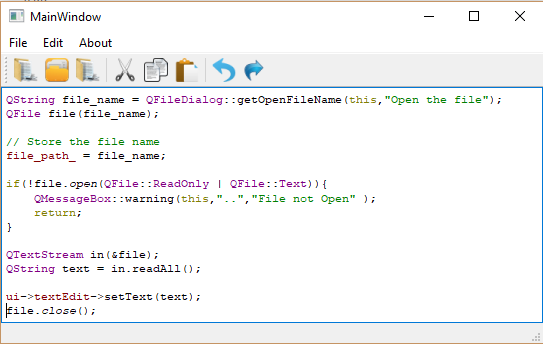 MainWindow
File Edit About
QString file_name = QFileDialog::getOpenFileName(this,"Open the file");
QFile file(file_name);
// Store the file name
file_path_ = file_name;
if(!file.open(QFile::ReadOnly | QFile::Text)){
    QMessageBox::warning(this,"..","File not Open" );
    return;
}
QTextStream in(&file);
QString text = in.readAll();
ui->textEdit->setText(text);
file.close();